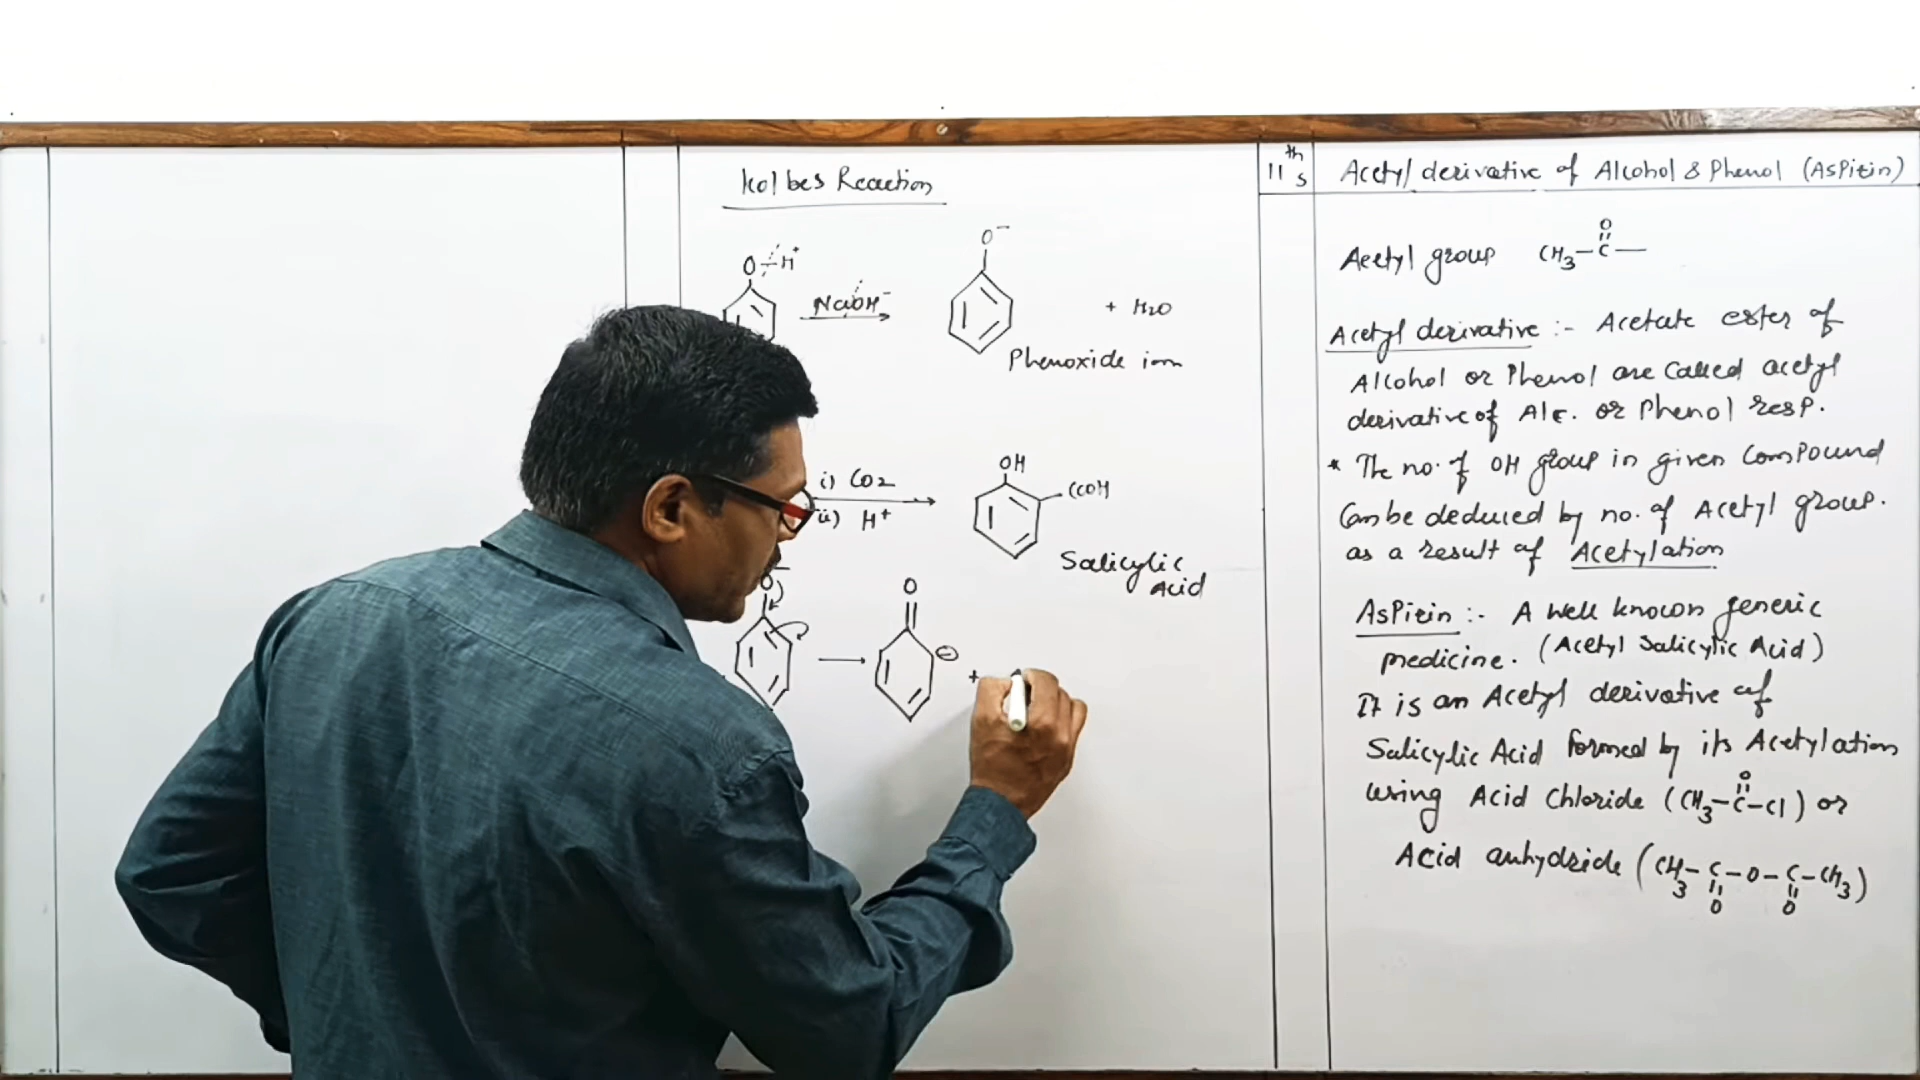 Kolbes Reaction
O H+
NaOH-
O-
+ H2O
Phenoxide ion
i) CO2
ii) H+
OH
COOH
Salicylic
Acid
O-
O
⊖
+
11th
S
Acetyl derivative of Alcohol & Phenol (Aspirin)
Acetyl group CH3-C-
O
Acetyl derivative :- Acetate ester of
Alcohol or Phenol are called acetyl
derivative of Alc. or Phenol resp.
* The no. of OH group in given Compound
Can be deduced by no. of Acetyl group.
as a result of Acetylation
Aspirin :- A well known generic
medicine. (Acetyl Salicylic Acid)
It is an Acetyl derivative of
Salicylic Acid formed by its Acetylation
using Acid Chloride (CH3-C-Cl) or
O
Acid anhydride (CH3-C-O-C-CH3)
O O